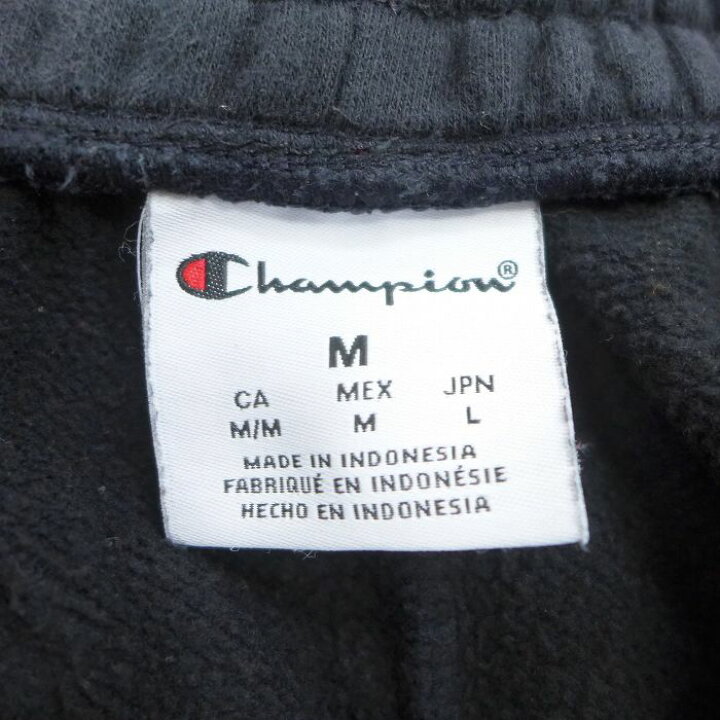 Champion®
M
CA MEX JPN
M/M M L
MADE IN INDONESIA
FABRIQUÉ EN INDONÉSIE
HECHO EN INDONESIA